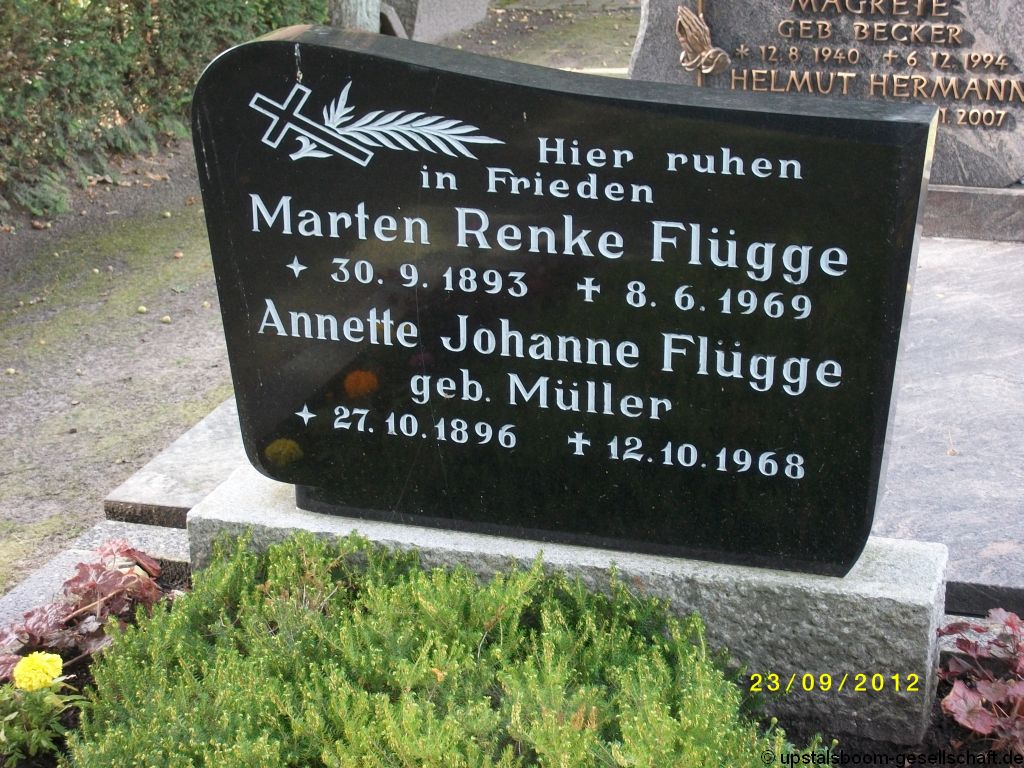 MAGRETE
GEB BECKER
* 12.8.1940 +6.12.1994
HELMUT HERMANN
1.2007
Hier ruhen
in Frieden
Marten Renke Flügge
✦ 30.9.1893 ✝ 8.6.1969
Annette Johanne Flügge
geb. Müller
✦ 27.10.1896 ✝ 12.10.1968
23/09/2012
© upstalsboom-gesellschaft.de